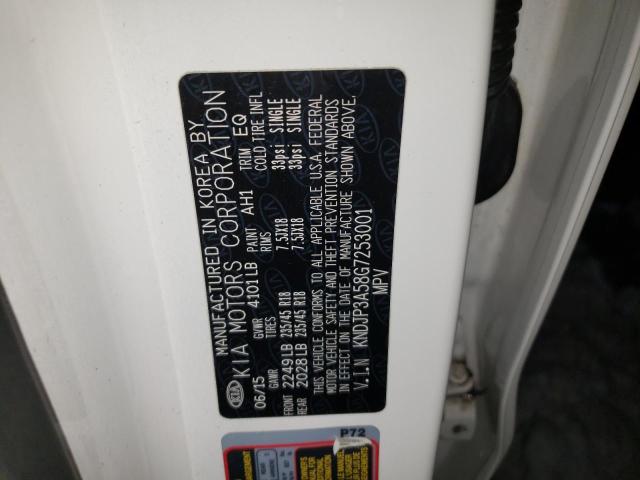 MANUFACTURED IN KOREA BY
KIA MOTORS CORPORATION
06/15 GVWR 4101LB PAINT AH1 TRIM EQ
GAWR TIRES RIMS COLD TIRE INFL
FRONT 2249LB 235/45 R18 7.5JX18 33psi SINGLE
REAR 2028LB 235/45 R18 7.5JX18 33psi SINGLE
THIS VEHICLE CONFORMS TO ALL APPLICABLE U.S.A. FEDERAL
MOTOR VEHICLE SAFETY AND THEFT PREVENTION STANDARDS
IN EFFECT ON THE DATE OF MANUFACTURE SHOWN ABOVE.
V.I.N KNDJP3A58G7253001
MPV
KIA
P72